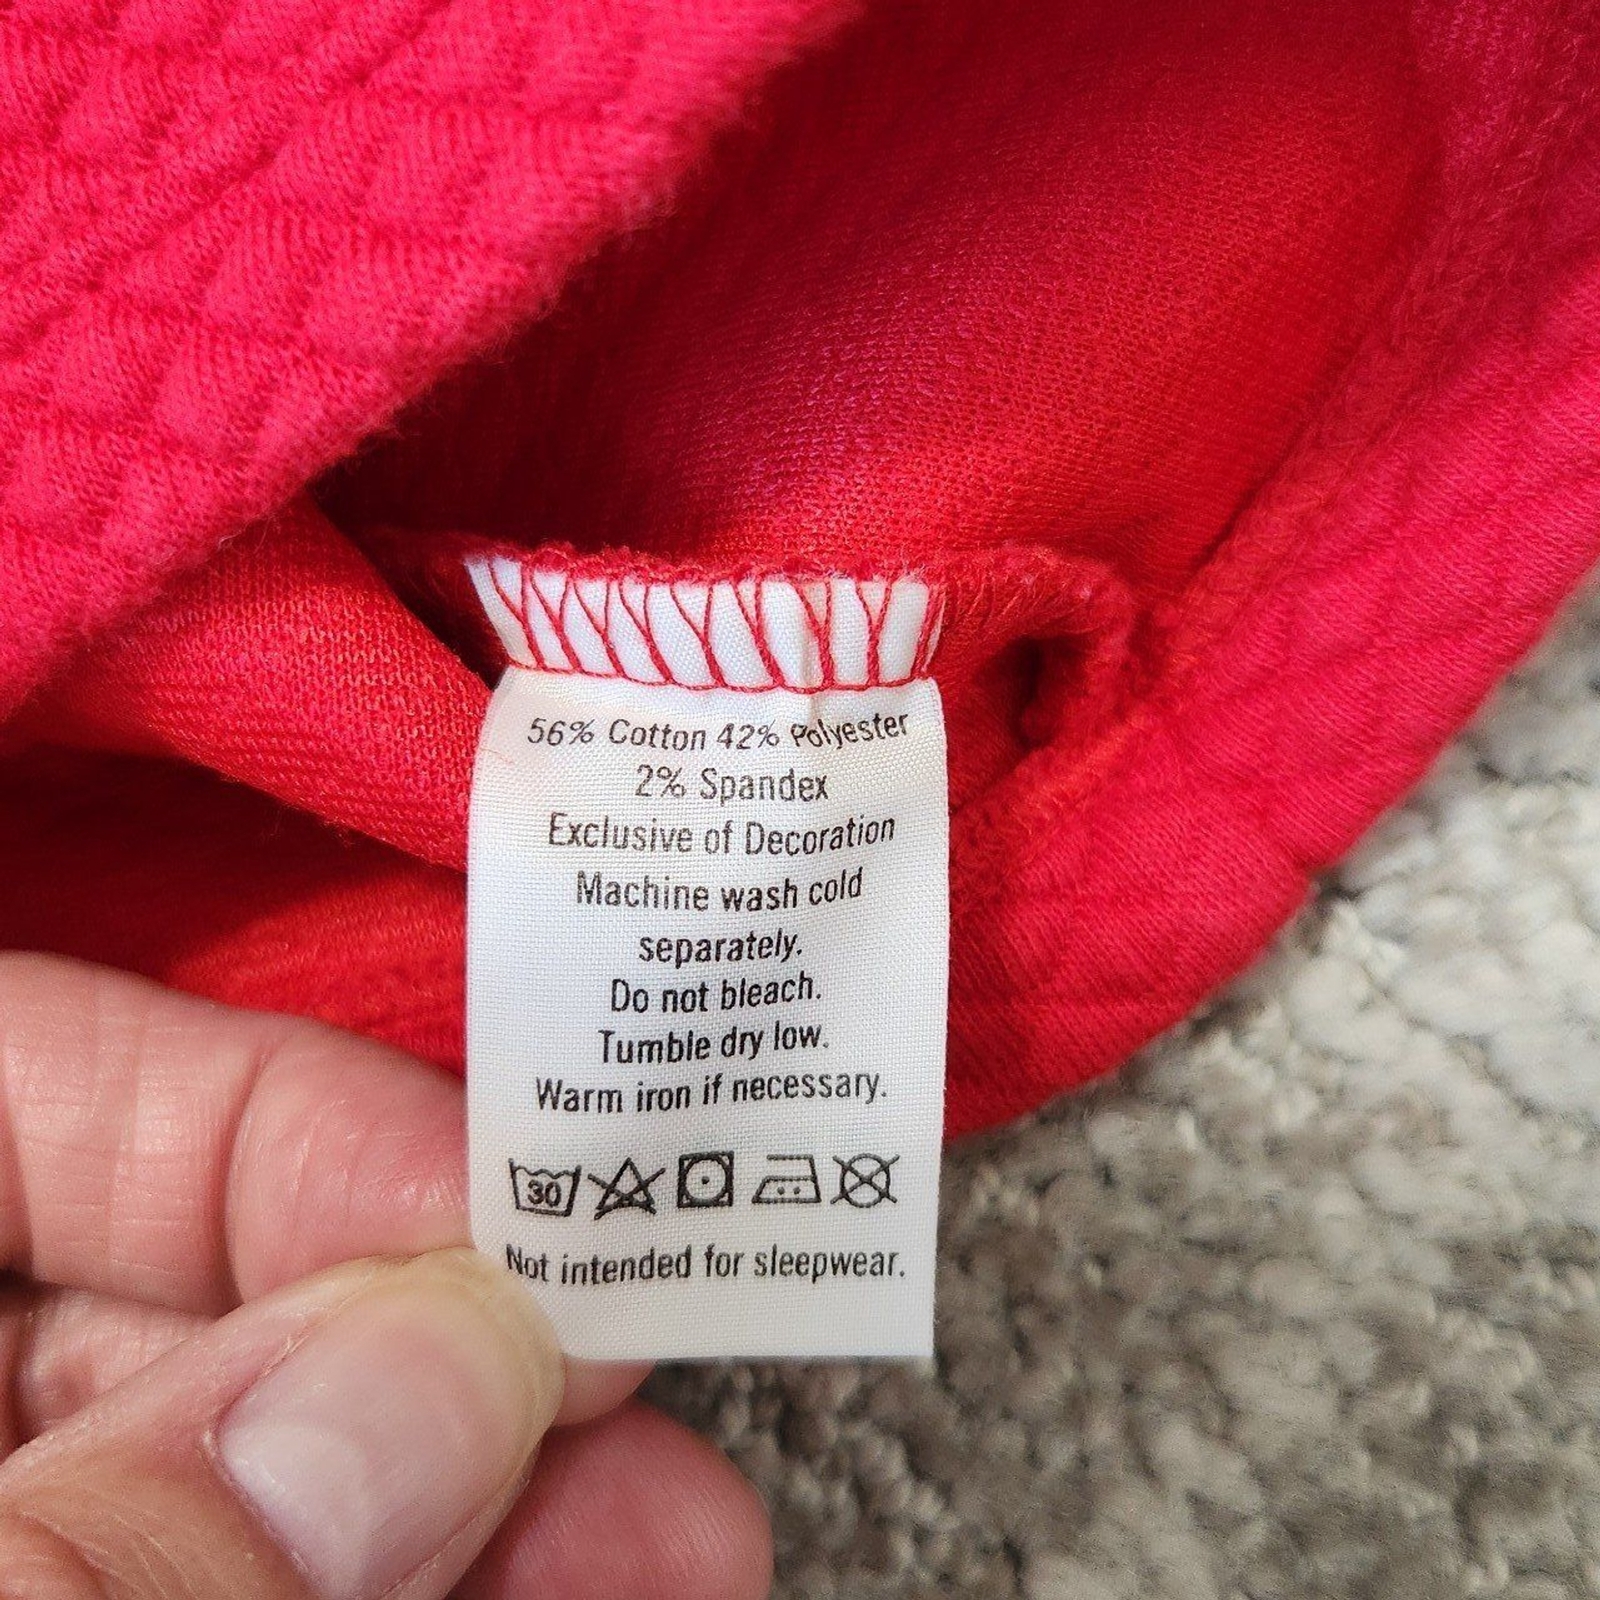 56% Cotton 42% Polyester
2% Spandex
Exclusive of Decoration
Machine wash cold
separately.
Do not bleach.
Tumble dry low.
Warm iron if necessary.
30
Not intended for sleepwear.